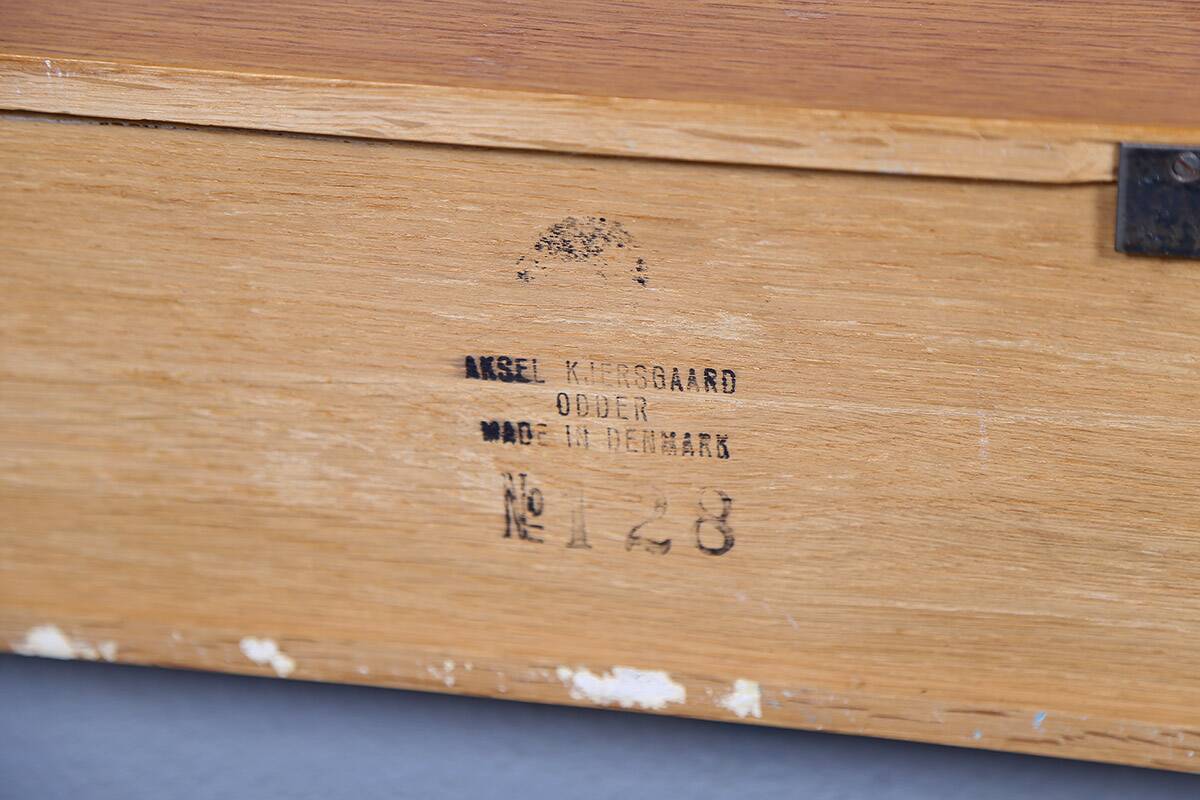 AKSEL KJERSGAARD
ODDER
MADE IN DENMARK
№ 128